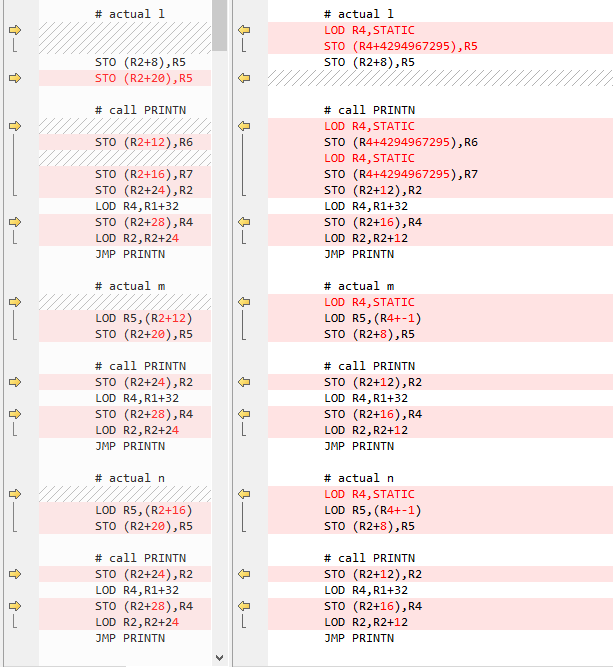 # actual l
STO (R2+8),R5
STO (R2+20),R5
# call PRINTN
STO (R2+12),R6
STO (R2+16),R7
STO (R2+24),R2
LOD R4,R1+32
STO (R2+28),R4
LOD R2,R2+24
JMP PRINTN
# actual m
LOD R5,(R2+12)
STO (R2+20),R5
# call PRINTN
STO (R2+24),R2
LOD R4,R1+32
STO (R2+28),R4
LOD R2,R2+24
JMP PRINTN
# actual n
LOD R5,(R2+16)
STO (R2+20),R5
# call PRINTN
STO (R2+24),R2
LOD R4,R1+32
STO (R2+28),R4
LOD R2,R2+24
JMP PRINTN
# actual l
LOD R4,STATIC
STO (R4+4294967295),R5
STO (R2+8),R5
# call PRINTN
LOD R4,STATIC
STO (R4+4294967295),R6
LOD R4,STATIC
STO (R4+4294967295),R7
STO (R2+12),R2
LOD R4,R1+32
STO (R2+16),R4
LOD R2,R2+12
JMP PRINTN
# actual m
LOD R4,STATIC
LOD R5,(R4+-1)
STO (R2+8),R5
# call PRINTN
STO (R2+12),R2
LOD R4,R1+32
STO (R2+16),R4
LOD R2,R2+12
JMP PRINTN
# actual n
LOD R4,STATIC
LOD R5,(R4+-1)
STO (R2+8),R5
# call PRINTN
STO (R2+12),R2
LOD R4,R1+32
STO (R2+16),R4
LOD R2,R2+12
JMP PRINTN